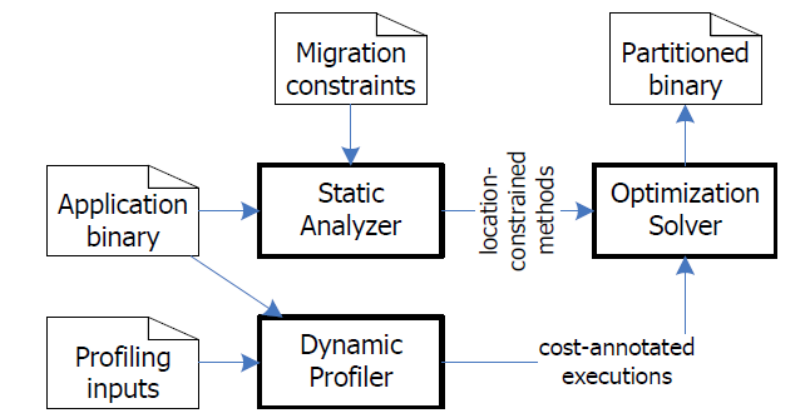 Migration
constraints
Partitioned
binary
Application
binary
Static
Analyzer
location-
constrained
methods
Optimization
Solver
Profiling
inputs
Dynamic
Profiler
cost-annotated
executions